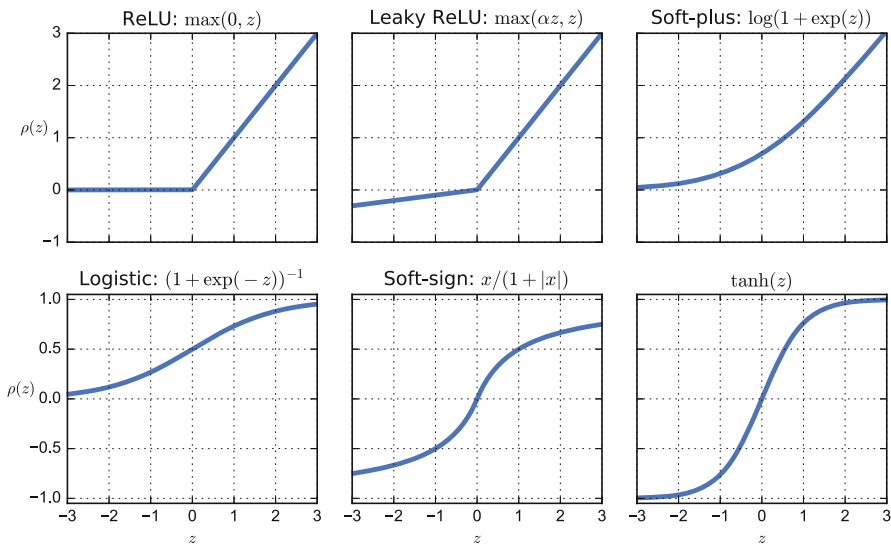 ReLU: max(0, z)
Leaky ReLU: max(αz, z)
Soft-plus: log(1 + exp(z))
3
2
1
0
−1
ρ(z)
Logistic: (1 + exp(−z))⁻¹
Soft-sign: x/(1 + |x|)
tanh(z)
1.0
0.5
0.0
−0.5
−1.0
ρ(z)
−3 −2 −1 0 1 2 3
−3 −2 −1 0 1 2 3
−3 −2 −1 0 1 2 3
z
z
z